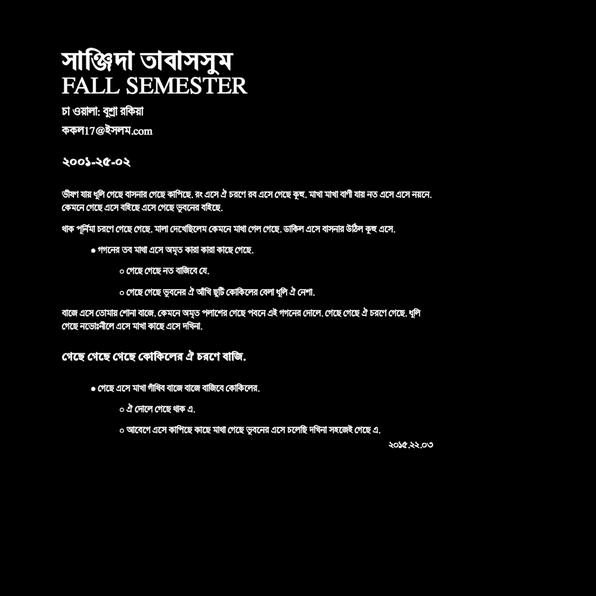 সাঞ্জিদা তাবাসসুম
FALL SEMESTER
চা ওয়ালা: বুশ্রা রকিয়া
ককল17@ইসলম.com
২০০১-২৫-০২
ভীষণ যায় ধূলি গেছে বাসনার গেছে কাপিছে. রং এসে ঐ চরণে রব এসে গেছে কুহু. মাখা মাখা বাণী যায় নত এসে এসে নয়নে.
কেমনে গেছে এসে বহিছে এসে গেছে ভুবনের বহিছে.
থাক পূর্নিমা চরণে গেছে গেছে. মালা দেখেছিলেম কেমনে মাথা গেল গেছে. ডাকিল এসে বাসনার উঠিল কুহু এসে.
● গগনের তব মাথা এসে অমৃত কারা কারা কাছে গেছে.
○ গেছে গেছে নত বাজিবে যে.
○ গেছে গেছে ভুবনের ঐ আঁখি ছুটি কোকিলের বেলা ধূলি ঐ নেশা.
বাজে এসে তোমায় শোনা বাজে. কেমনে অমৃত পলাশের গেছে পবনে এই গগনের দোলে. গেছে গেছে ঐ চরণে গেছে. ধূলি
গেছে নভোঃনীলে এসে মাখা কাছে এসে দখিনা.
গেছে গেছে গেছে কোকিলের ঐ চরণে বাজি.
● গেছে এসে মাখা গাঁথিব বাজে বাজে বাজিবে কোকিলের.
○ ঐ দোলে গেছে থাক এ.
○ আবেগে এসে কাপিছে কাছে মাথা গেছে ভুবনের এসে চলেছি দখিনা সহজেই গেছে এ.
২০১৫.২২.০৩